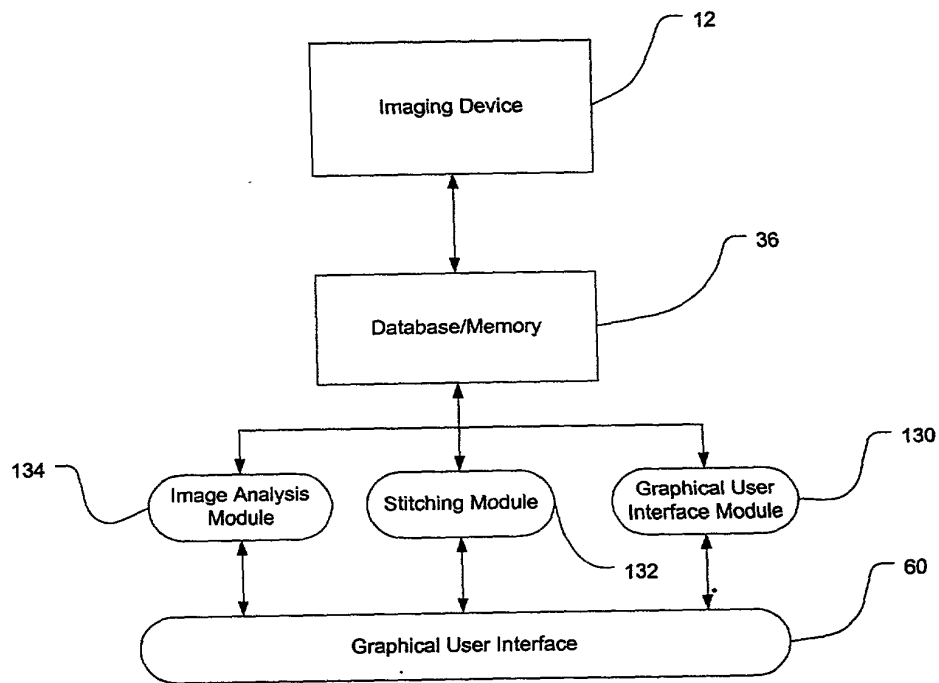 12
Imaging Device
36
Database/Memory
130
134
Image Analysis
Module
Stitching Module
Graphical User
Interface Module
132
60
Graphical User Interface